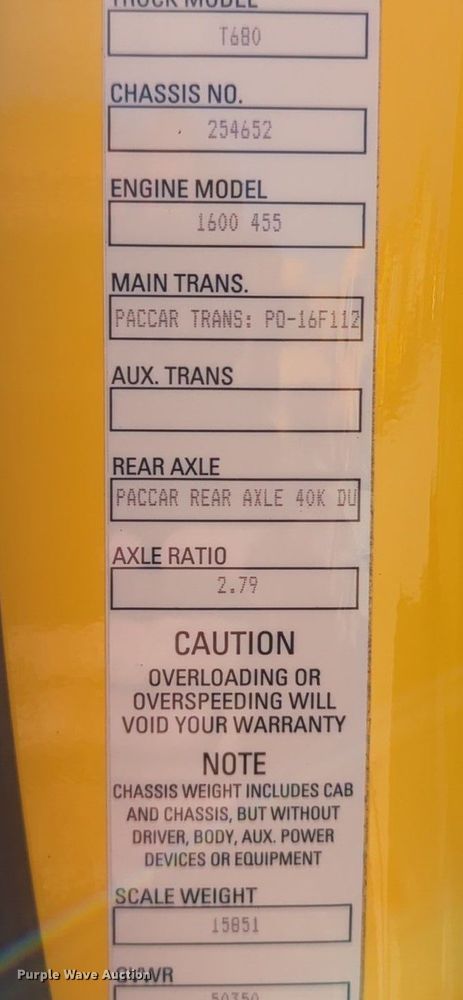 TRUCK MODEL
T680
CHASSIS NO.
254652
ENGINE MODEL
1600 455
MAIN TRANS.
PACCAR TRANS: PO-16F112
AUX. TRANS
REAR AXLE
PACCAR REAR AXLE 40K DU
AXLE RATIO
2.79
CAUTION
OVERLOADING OR
OVERSPEEDING WILL
VOID YOUR WARRANTY
NOTE
CHASSIS WEIGHT INCLUDES CAB
AND CHASSIS, BUT WITHOUT
DRIVER, BODY, AUX. POWER
DEVICES OR EQUIPMENT
SCALE WEIGHT
15851
Purple Wave Auction
50350